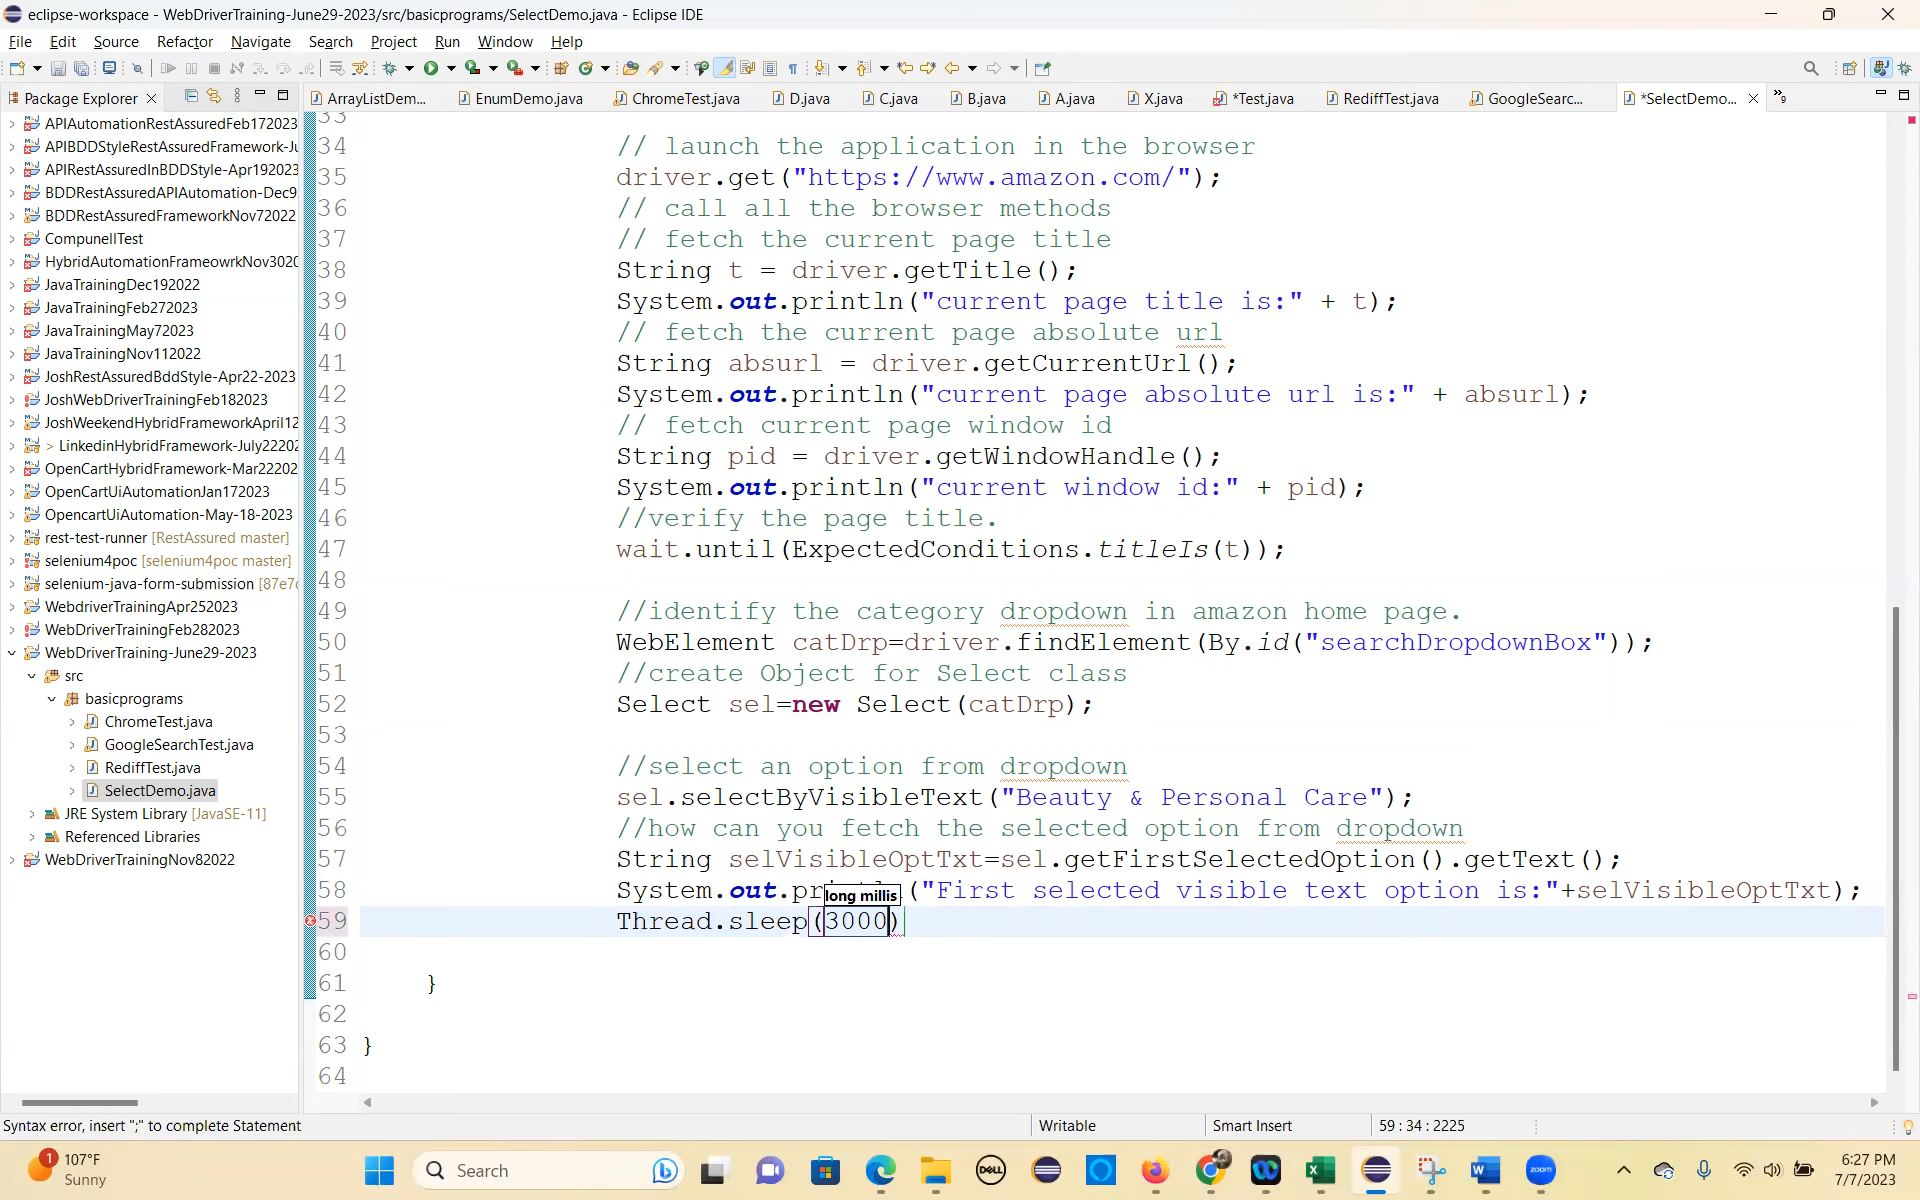 eclipse-workspace - WebDriverTraining-June29-2023/src/basicprograms/SelectDemo.java - Eclipse IDE
File Edit Source Refactor Navigate Search Project Run Window Help
Package Explorer
ArrayListDem... EnumDemo.java ChromeTest.java D.java C.java B.java A.java X.java *Test.java RediffTest.java GoogleSearc... *SelectDemo... 9
APIAutomationRestAssuredFeb172023
APIBDDStyleRestAssuredFramework-Ju
APIRestAssuredInBDDStyle-Apr192023
BDDRestAssuredAPIAutomation-Dec9
BDDRestAssuredFrameworkNov72022
CompunellTest
HybridAutomationFrameowrkNov3020
JavaTrainingDec192022
JavaTrainingFeb272023
JavaTrainingMay72023
JavaTrainingNov112022
JoshRestAssuredBddStyle-Apr22-2023
JoshWebDriverTrainingFeb182023
JoshWeekendHybridFrameworkApril12
> LinkedinHybridFramework-July2220
OpenCartHybridFramework-Mar22202
OpenCartUiAutomationJan172023
OpencartUiAutomation-May-18-2023
rest-test-runner [RestAssured master]
selenium4poc [selenium4poc master]
selenium-java-form-submission [87e7
WebdriverTrainingApr252023
WebDriverTrainingFeb282023
WebDriverTraining-June29-2023
src
basicprograms
ChromeTest.java
GoogleSearchTest.java
RediffTest.java
SelectDemo.java
JRE System Library [JavaSE-11]
Referenced Libraries
WebDriverTrainingNov82022
33
34 // launch the application in the browser
35 driver.get("https://www.amazon.com/");
36 // call all the browser methods
37 // fetch the current page title
38 String t = driver.getTitle();
39 System.out.println("current page title is:" + t);
40 // fetch the current page absolute url
41 String absurl = driver.getCurrentUrl();
42 System.out.println("current page absolute url is:" + absurl);
43 // fetch current page window id
44 String pid = driver.getWindowHandle();
45 System.out.println("current window id:" + pid);
46 //verify the page title.
47 wait.until(ExpectedConditions.titleIs(t));
48
49 //identify the category dropdown in amazon home page.
50 WebElement catDrp=driver.findElement(By.id("searchDropdownBox"));
51 //create Object for Select class
52 Select sel=new Select(catDrp);
53
54 //select an option from dropdown
55 sel.selectByVisibleText("Beauty & Personal Care");
56 //how can you fetch the selected option from dropdown
57 String selVisibleOptTxt=sel.getFirstSelectedOption().getText();
58 System.out.pr ("First selected visible text option is:"+selVisibleOptTxt);
long millis
59 Thread.sleep(3000)
60
61 }
62
63 }
64
Syntax error, insert ";" to complete Statement Writable Smart Insert 59 : 34 : 2225
1 107°F
Sunny
Search
DELL
zoom
6:27 PM
7/7/2023